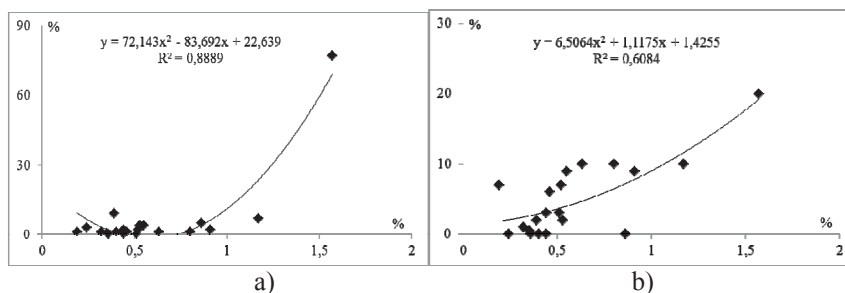 90 %
y = 72,143x² - 83,692x + 22,639
R² = 0,8889
60
30
%
0
0 0,5 1 1,5 2
a)
30 %
y = 6,5064x² + 1,1175x + 1,4255
R² = 0,6084
20
10
%
0
0 0,5 1 1,5 2
b)